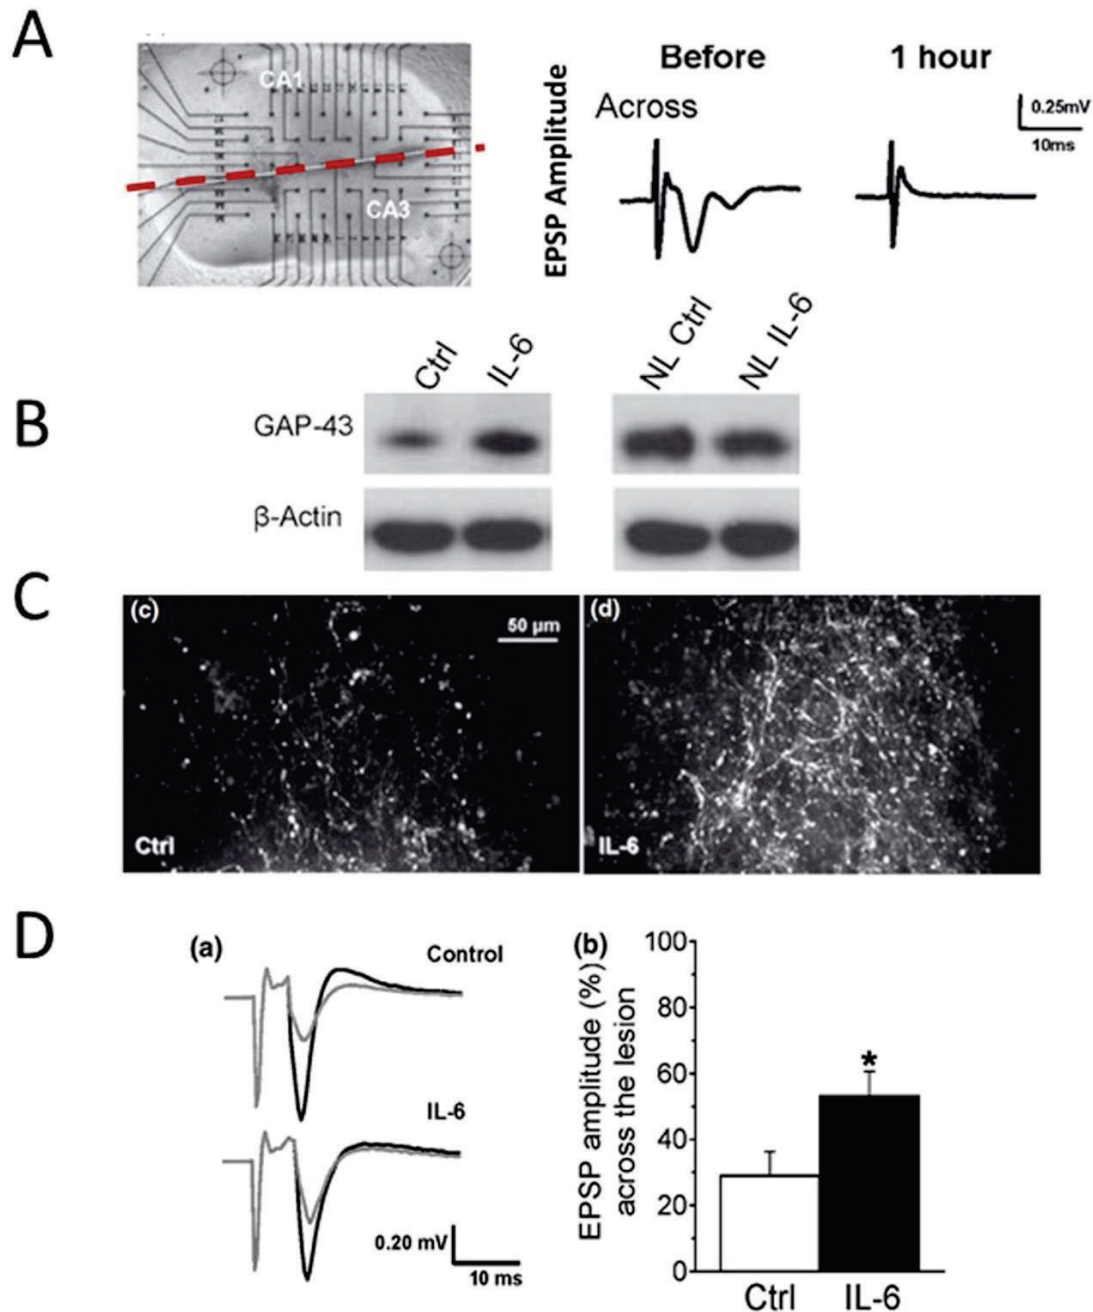 A
CA1
CA3
EPSP Amplitude
Before
1 hour
Across
0.25mV
10ms
B
Ctrl
IL-6
NL Ctrl
NL IL-6
GAP-43
β-Actin
C
(c)
50 µm
Ctrl
(d)
IL-6
D
(a)
Control
IL-6
0.20 mV
10 ms
(b)
EPSP amplitude (%)
across the lesion
100
80
60
40
20
0
*
Ctrl
IL-6